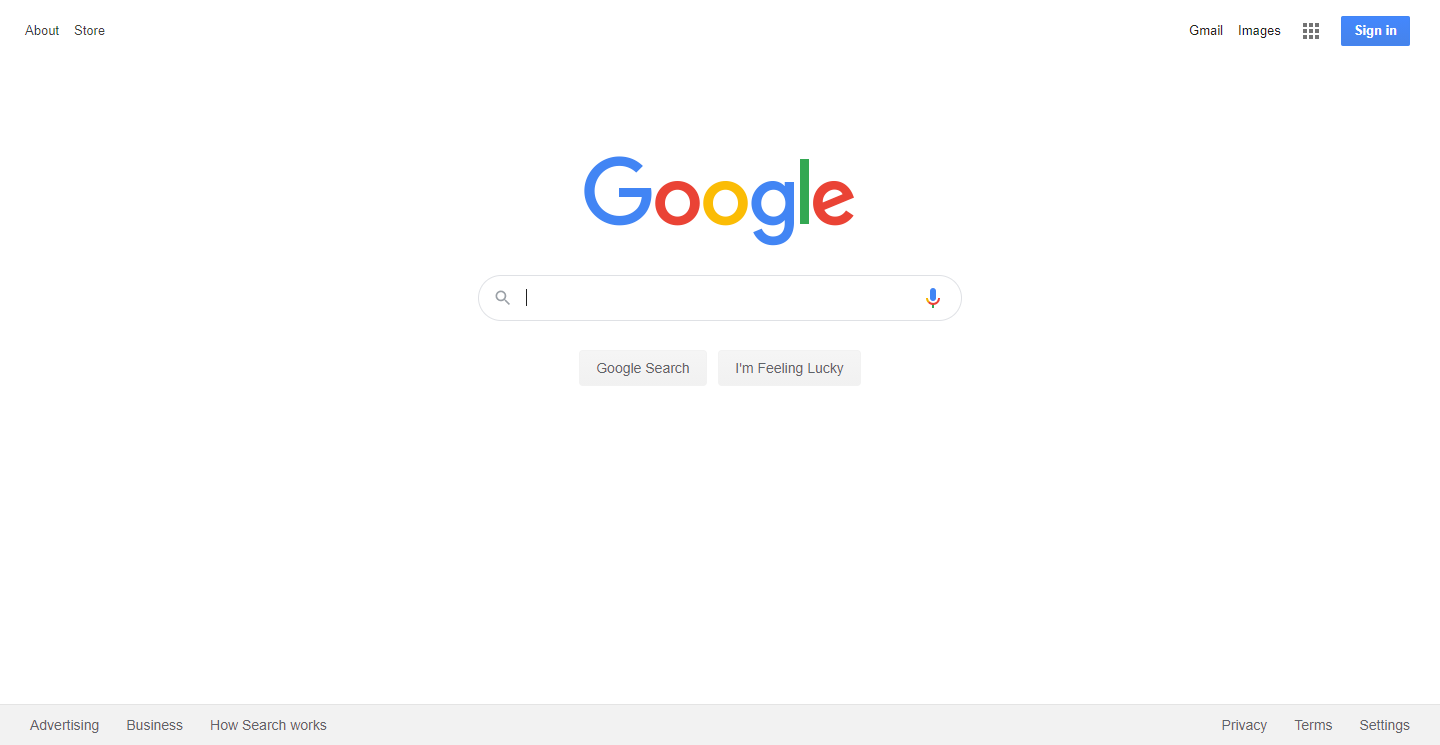 About Store Gmail Images Sign in
Google
Google Search I'm Feeling Lucky
Advertising Business How Search works Privacy Terms Settings